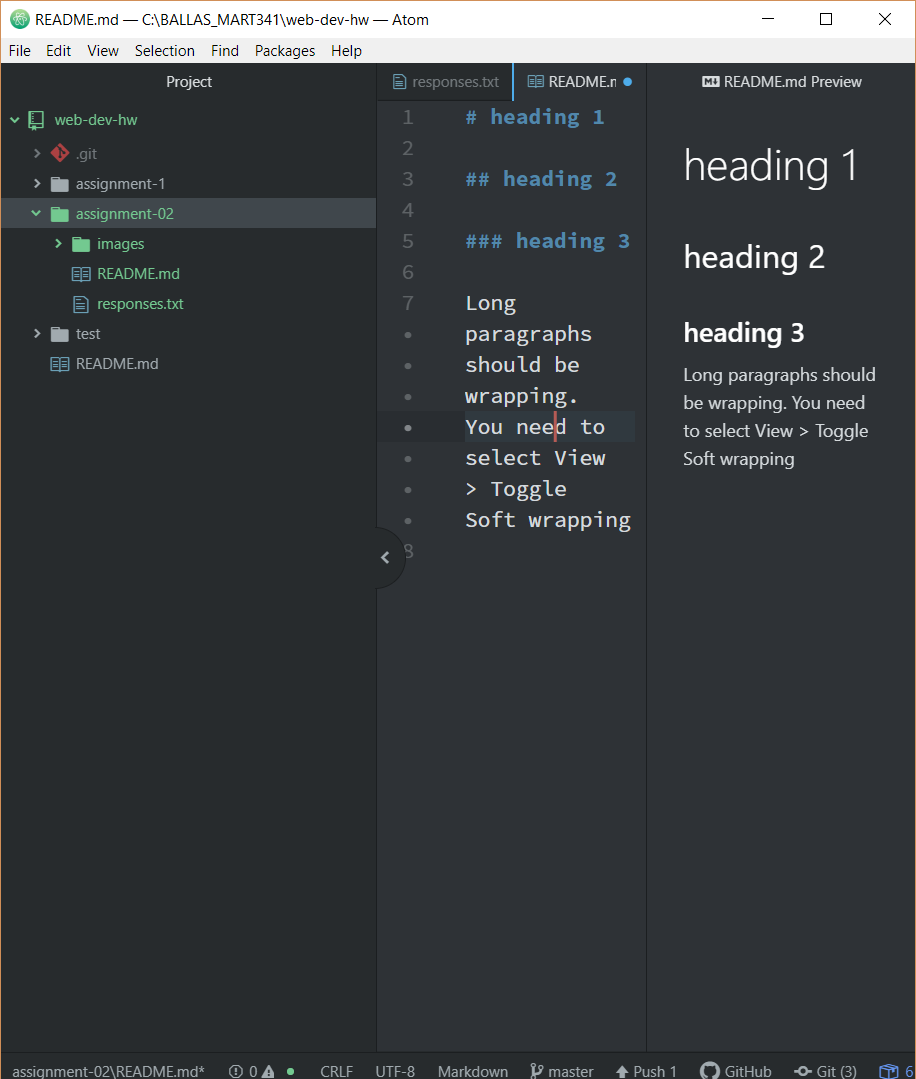 README.md — C:\BALLAS_MART341\web-dev-hw — Atom
File Edit View Selection Find Packages Help
Project
web-dev-hw
.git
assignment-1
assignment-02
images
README.md
responses.txt
test
README.md
responses.txt
README.m
1 # heading 1
2
3 ## heading 2
4
5 ### heading 3
6
7 Long
paragraphs
should be
wrapping.
You need to
select View
> Toggle
Soft wrapping
8
README.md Preview
heading 1
heading 2
heading 3
Long paragraphs should
be wrapping. You need
to select View > Toggle
Soft wrapping
assignment-02\README.md* 0 CRLF UTF-8 Markdown master Push 1 GitHub Git (3) 6